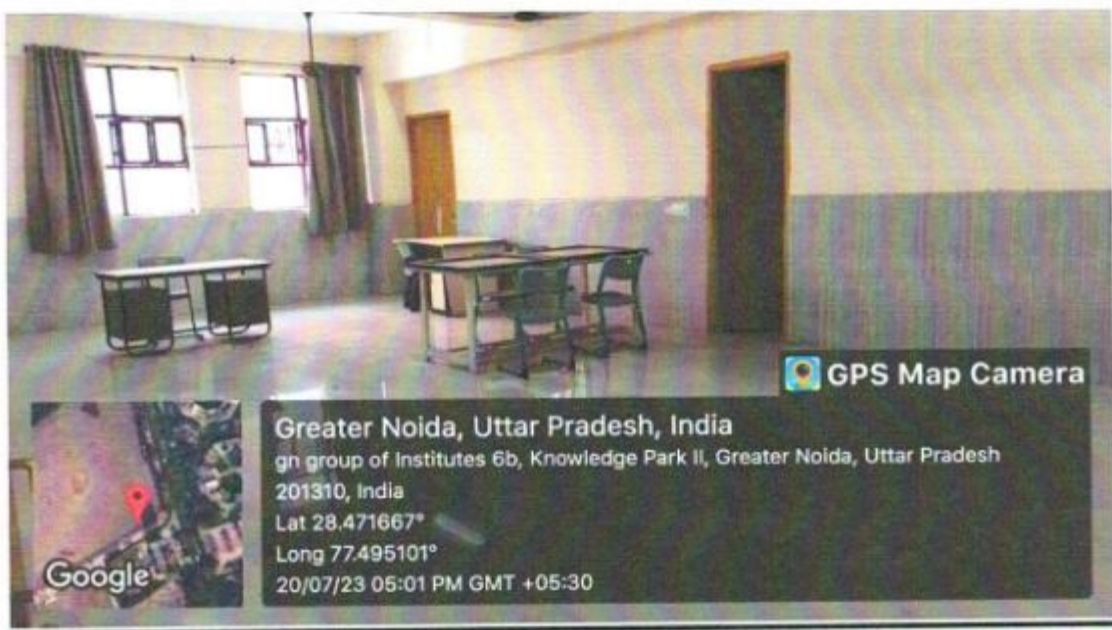 GPS Map Camera
Greater Noida, Uttar Pradesh, India
gn group of Institutes 6b, Knowledge Park II, Greater Noida, Uttar Pradesh
201310, India
Lat 28.471667°
Long 77.495101°
20/07/23 05:01 PM GMT +05:30
Google